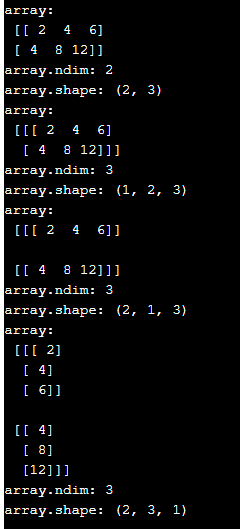 array:
 [[ 2  4  6]
 [ 4  8 12]]
array.ndim: 2
array.shape: (2, 3)
array:
 [[[ 2  4  6]
  [ 4  8 12]]]
array.ndim: 3
array.shape: (1, 2, 3)
array:
 [[[ 2  4  6]]

 [[ 4  8 12]]]
array.ndim: 3
array.shape: (2, 1, 3)
array:
 [[[ 2]
  [ 4]
  [ 6]]

 [[ 4]
  [ 8]
  [12]]]
array.ndim: 3
array.shape: (2, 3, 1)